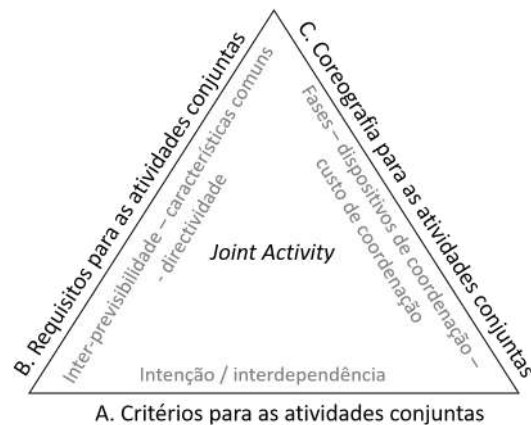 B. Requisitos para as atividades conjuntas
Inter-previsibilidade – características comuns
- directividade
C. Coreografia para as atividades conjuntas
Fases – dispositivos de coordenação –
custo de coordenação
Joint Activity
Intenção / interdependência
A. Critérios para as atividades conjuntas